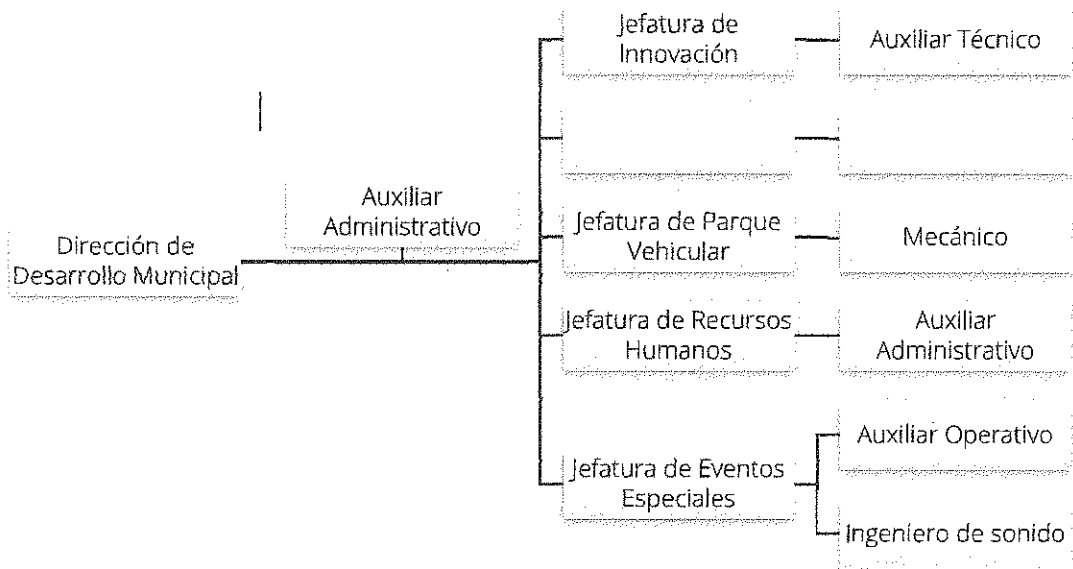 Jefatura de
Innovación
Auxiliar Técnico
Auxiliar
Administrativo
Dirección de
Desarrollo Municipal
Jefatura de Parque
Vehicular
Mecánico
Jefatura de Recursos
Humanos
Auxiliar
Administrativo
Jefatura de Eventos
Especiales
Auxiliar Operativo
Ingeniero de sonido